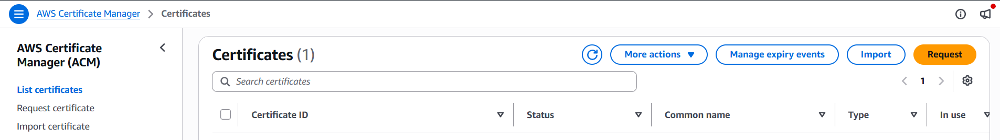 AWS Certificate Manager > Certificates
AWS Certificate
Manager (ACM)
List certificates
Request certificate
Import certificate
Certificates (1)
More actions
Manage expiry events
Import
Request
Search certificates
1
Certificate ID
Status
Common name
Type
In use